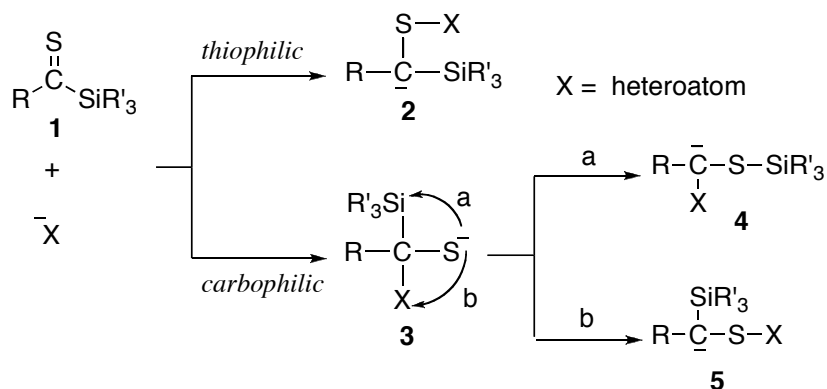 S
R C SiR'3
1
+
–X
thiophilic
S–X
R–C–SiR'3
–
2
X = heteroatom
carbophilic
R'3Si
a
R–C–S–
X
b
3
a
–
R–C–S–SiR'3
X
4
b
SiR'3
R–C–S–X
–
5